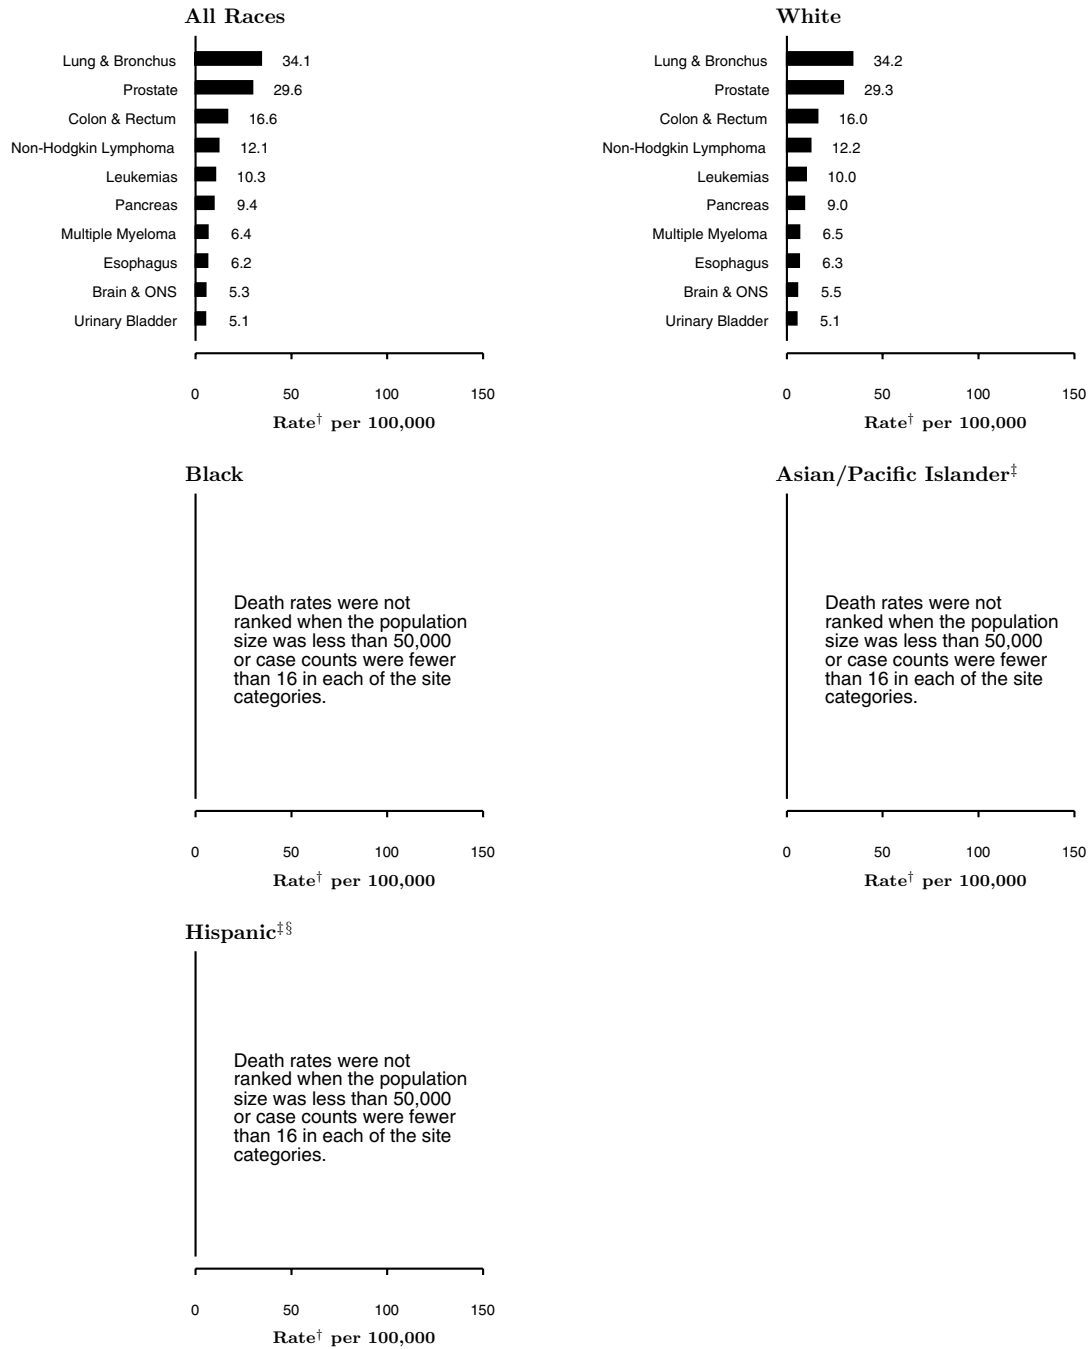 All Races
Lung & Bronchus 34.1
Prostate 29.6
Colon & Rectum 16.6
Non-Hodgkin Lymphoma 12.1
Leukemias 10.3
Pancreas 9.4
Multiple Myeloma 6.4
Esophagus 6.2
Brain & ONS 5.3
Urinary Bladder 5.1
0 50 100 150
Rate† per 100,000
White
Lung & Bronchus 34.2
Prostate 29.3
Colon & Rectum 16.0
Non-Hodgkin Lymphoma 12.2
Leukemias 10.0
Pancreas 9.0
Multiple Myeloma 6.5
Esophagus 6.3
Brain & ONS 5.5
Urinary Bladder 5.1
0 50 100 150
Rate† per 100,000
Black
Death rates were not
ranked when the population
size was less than 50,000
or case counts were fewer
than 16 in each of the site
categories.
0 50 100 150
Rate† per 100,000
Asian/Pacific Islander‡
Death rates were not
ranked when the population
size was less than 50,000
or case counts were fewer
than 16 in each of the site
categories.
0 50 100 150
Rate† per 100,000
Hispanic‡§
Death rates were not
ranked when the population
size was less than 50,000
or case counts were fewer
than 16 in each of the site
categories.
0 50 100 150
Rate† per 100,000